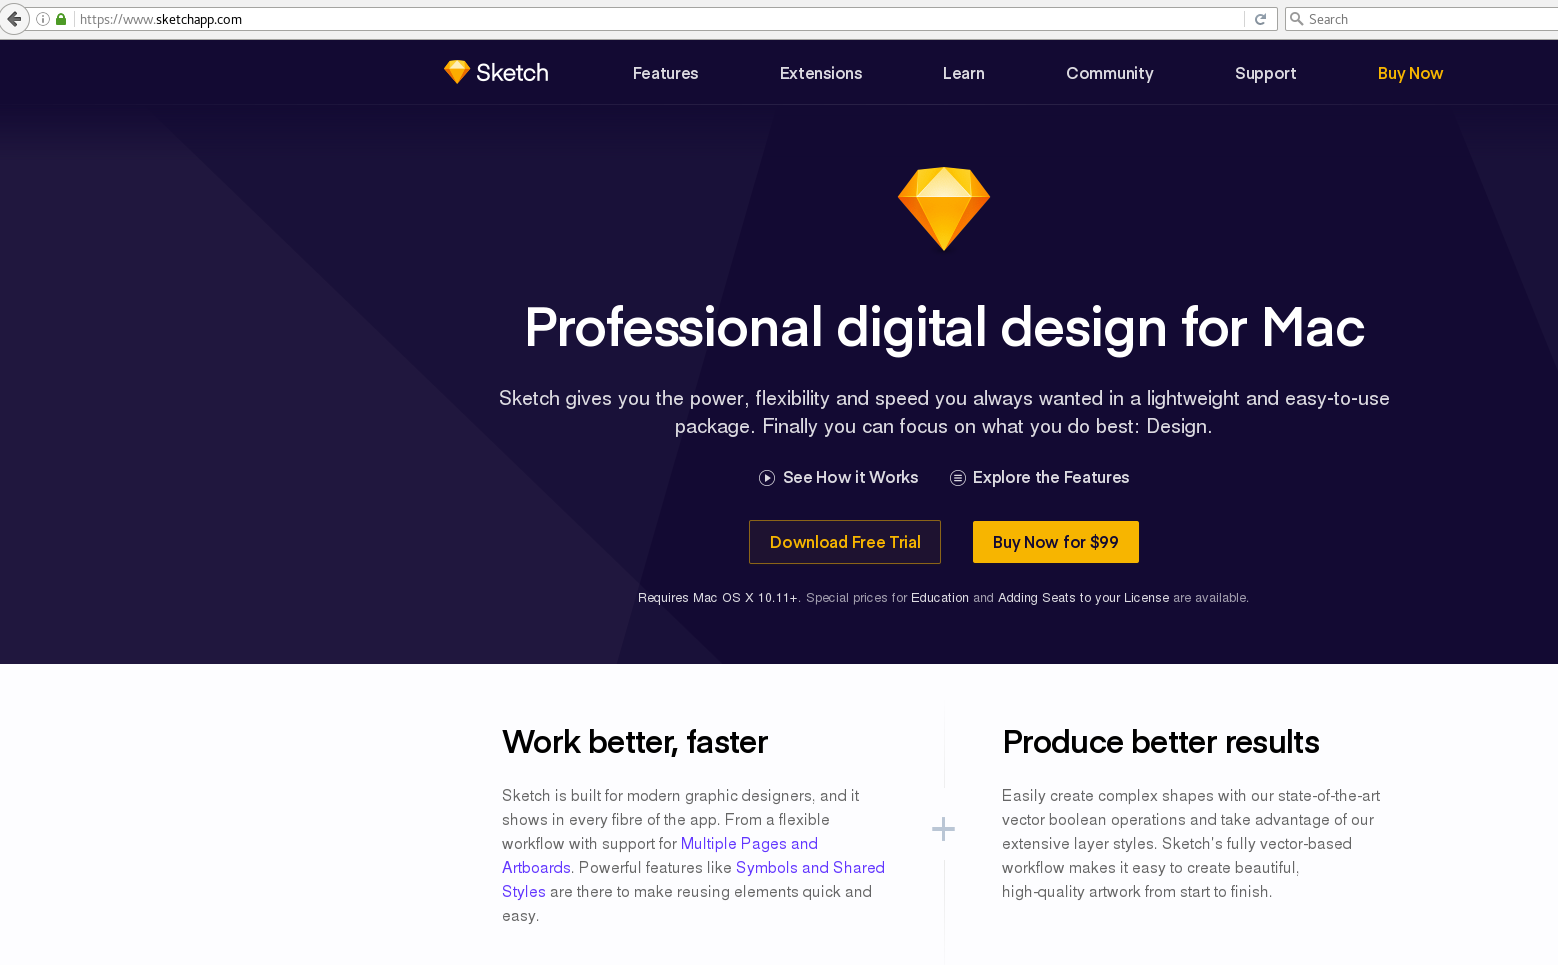 https://www.sketchapp.com
Search
Sketch Features Extensions Learn Community Support Buy Now
Professional digital design for Mac
Sketch gives you the power, flexibility and speed you always wanted in a lightweight and easy-to-use
package. Finally you can focus on what you do best: Design.
See How it Works Explore the Features
Download Free Trial Buy Now for $99
Requires Mac OS X 10.11+. Special prices for Education and Adding Seats to your License are available.
Work better, faster
Sketch is built for modern graphic designers, and it
shows in every fibre of the app. From a flexible
workflow with support for Multiple Pages and
Artboards. Powerful features like Symbols and Shared
Styles are there to make reusing elements quick and
easy.
Produce better results
Easily create complex shapes with our state-of-the-art
vector boolean operations and take advantage of our
extensive layer styles. Sketch's fully vector-based
workflow makes it easy to create beautiful,
high-quality artwork from start to finish.